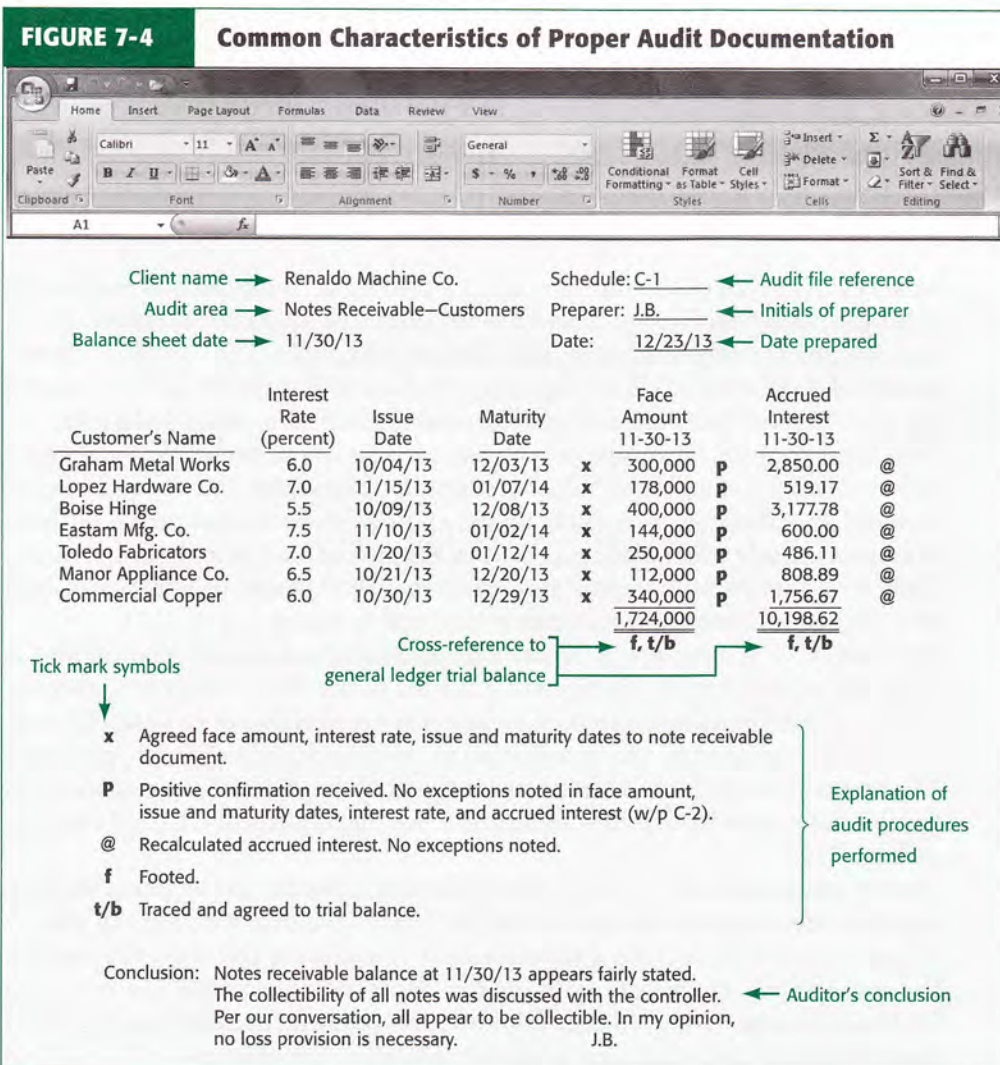 FIGURE 7-4 Common Characteristics of Proper Audit Documentation
Home Insert Page Layout Formulas Data Review View
Calibri 11 A A General Insert Σ
Paste B I U A $ % , Conditional Format Cell Delete Sort & Find &
Formatting as Table Styles Format Filter Select
Clipboard Font Alignment Number Styles Cells Editing
A1 fx
Client name Renaldo Machine Co. Schedule: C-1 Audit file reference
Audit area Notes Receivable–Customers Preparer: J.B. Initials of preparer
Balance sheet date 11/30/13 Date: 12/23/13 Date prepared
Interest Face Accrued
Rate Issue Maturity Amount Interest
Customer's Name (percent) Date Date 11-30-13 11-30-13
Graham Metal Works 6.0 10/04/13 12/03/13 x 300,000 p 2,850.00 @
Lopez Hardware Co. 7.0 11/15/13 01/07/14 x 178,000 p 519.17 @
Boise Hinge 5.5 10/09/13 12/08/13 x 400,000 p 3,177.78 @
Eastam Mfg. Co. 7.5 11/10/13 01/02/14 x 144,000 p 600.00 @
Toledo Fabricators 7.0 11/20/13 01/12/14 x 250,000 p 486.11 @
Manor Appliance Co. 6.5 10/21/13 12/20/13 x 112,000 p 808.89 @
Commercial Copper 6.0 10/30/13 12/29/13 x 340,000 p 1,756.67 @
1,724,000 10,198.62
Cross-reference to f, t/b f, t/b
general ledger trial balance
Tick mark symbols
x Agreed face amount, interest rate, issue and maturity dates to note receivable
document.
P Positive confirmation received. No exceptions noted in face amount,
issue and maturity dates, interest rate, and accrued interest (w/p C-2).
@ Recalculated accrued interest. No exceptions noted.
f Footed.
t/b Traced and agreed to trial balance.
Explanation of
audit procedures
performed
Conclusion: Notes receivable balance at 11/30/13 appears fairly stated.
The collectibility of all notes was discussed with the controller. Auditor's conclusion
Per our conversation, all appear to be collectible. In my opinion,
no loss provision is necessary. J.B.